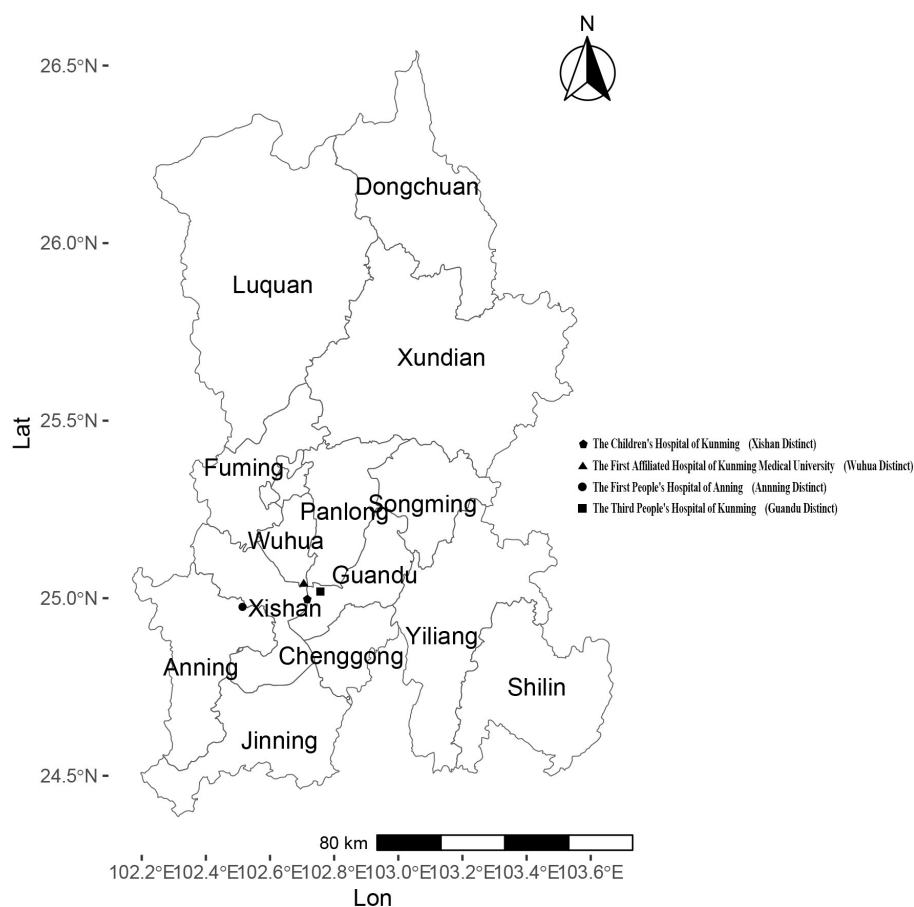 N
26.5°N
Dongchuan
26.0°N
Luquan
Xundian
25.5°N
Lat
The Children's Hospital of Kunming (Xishan Distinct)
Fuming
The First Affiliated Hospital of Kunming Medical University (Wuhua Distinct)
The First People's Hospital of Anning (Annning Distinct)
Songming
Panlong
The Third People's Hospital of Kunming (Guandu Distinct)
Wuhua
Guandu
25.0°N
Xishan
Yiliang
Chenggong
Anning
Shilin
Jinning
24.5°N
80 km
102.2°E102.4°E102.6°E102.8°E103.0°E103.2°E103.4°E103.6°E
Lon